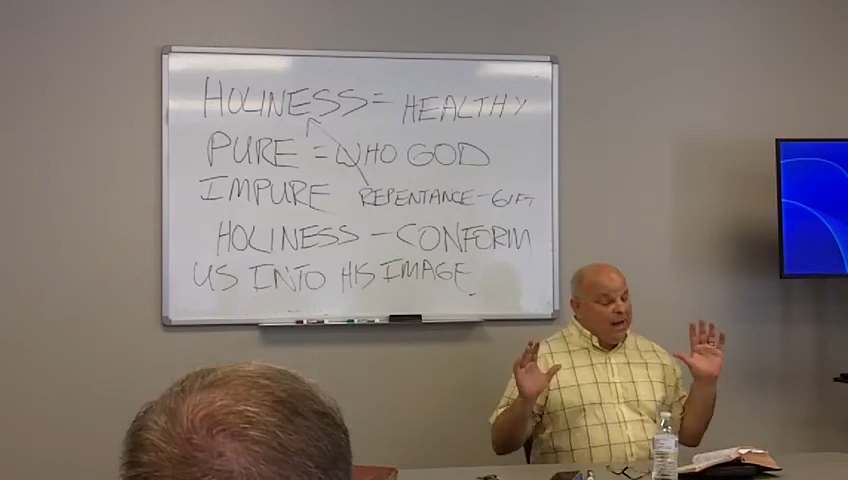 HOLINESS = HEALTHY
PURE = WHO GOD
IMPURE REPENTANCE - GIFT
HOLINESS - CONFORM
US INTO HIS IMAGE